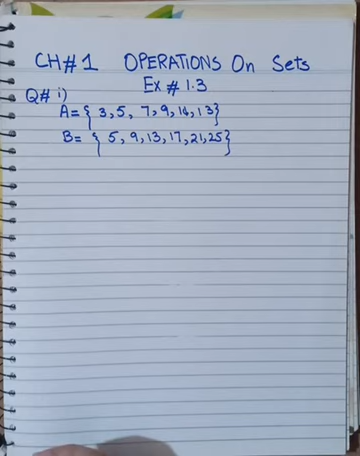 CH#1 OPERATIONS On Sets
Ex # 1.3
Q# i)
A= { 3, 5, 7, 9, 14, 13}
B= { 5, 9, 13, 17, 21, 25}